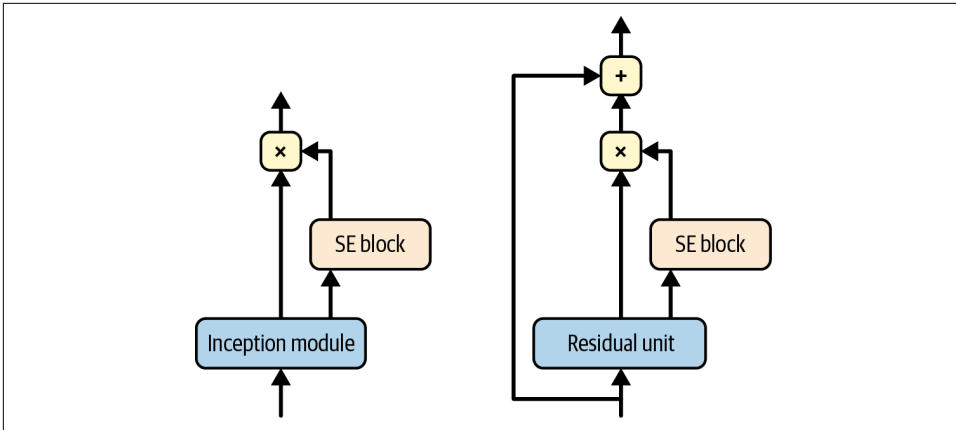 +
×
×
SE block
SE block
Inception module
Residual unit